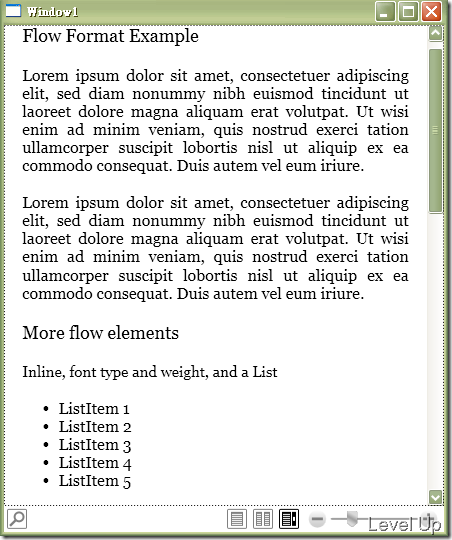 Window1
Flow Format Example
Lorem ipsum dolor sit amet, consectetuer adipiscing
elit, sed diam nonummy nibh euismod tincidunt ut
laoreet dolore magna aliquam erat volutpat. Ut wisi
enim ad minim veniam, quis nostrud exerci tation
ullamcorper suscipit lobortis nisl ut aliquip ex ea
commodo consequat. Duis autem vel eum iriure.
Lorem ipsum dolor sit amet, consectetuer adipiscing
elit, sed diam nonummy nibh euismod tincidunt ut
laoreet dolore magna aliquam erat volutpat. Ut wisi
enim ad minim veniam, quis nostrud exerci tation
ullamcorper suscipit lobortis nisl ut aliquip ex ea
commodo consequat. Duis autem vel eum iriure.
More flow elements
Inline, font type and weight, and a List
• ListItem 1
• ListItem 2
• ListItem 3
• ListItem 4
• ListItem 5
Level Up